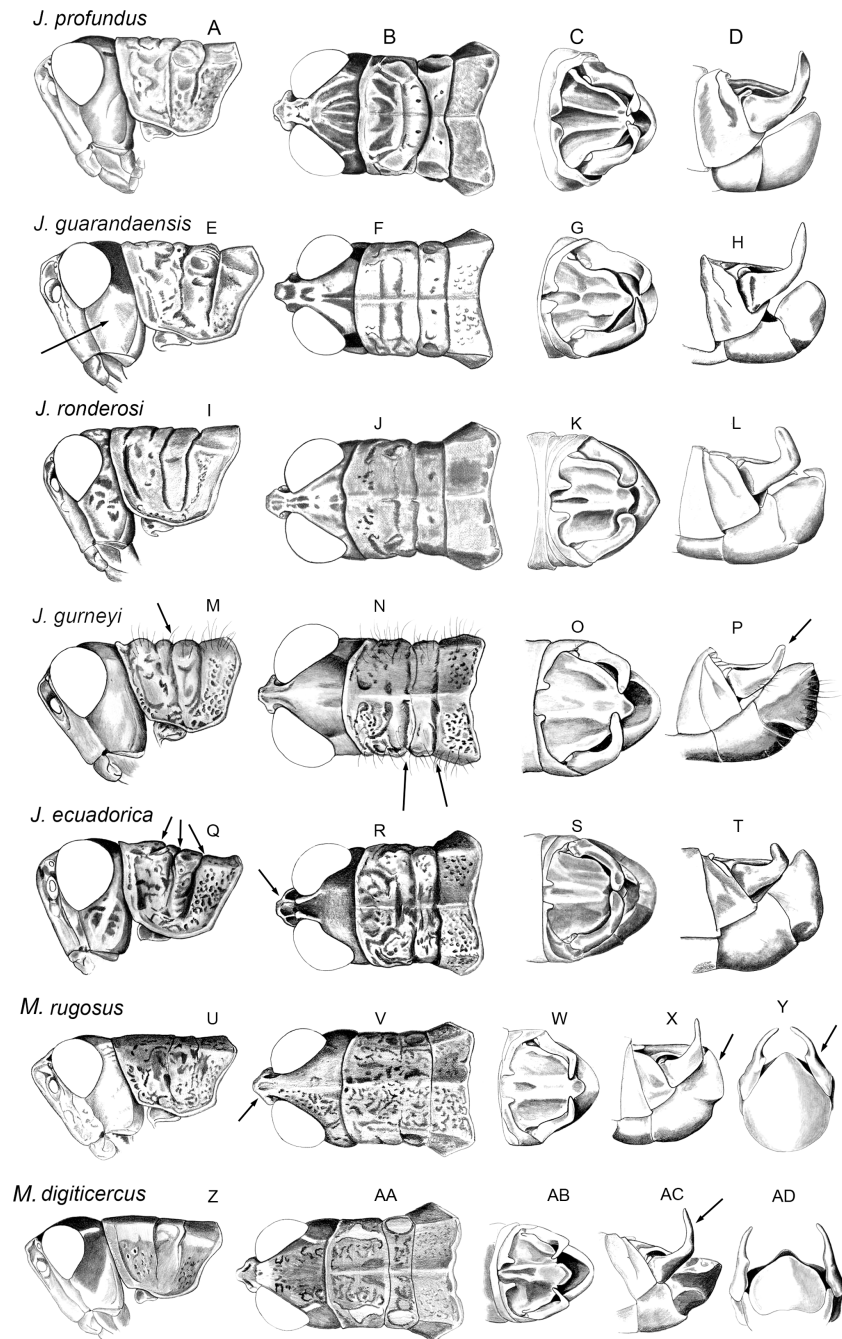 J. profundus
A
B
C
D
J. guarandaensis
E
F
G
H
J. ronderosi
I
J
K
L
J. gurneyi
M
N
O
P
J. ecuadorica
Q
R
S
T
M. rugosus
U
V
W
X
Y
M. digiticercus
Z
AA
AB
AC
AD